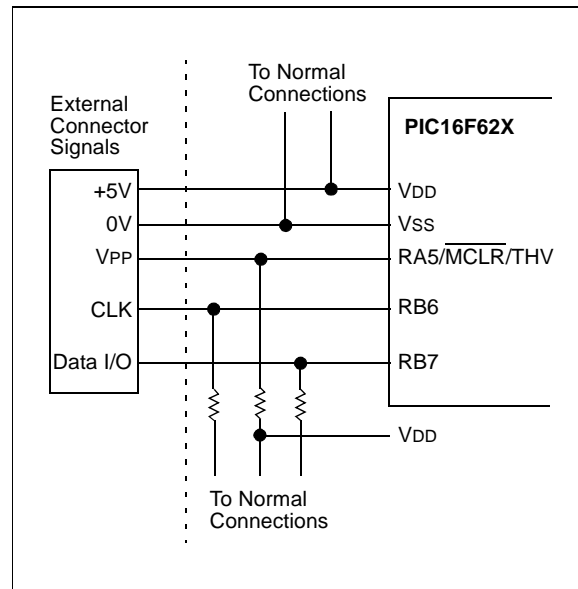 To Normal
Connections
External
Connector
Signals
PIC16F62X
+5V
VDD
0V
VSS
VPP
RA5/MCLR/THV
CLK
RB6
Data I/O
RB7
VDD
To Normal
Connections